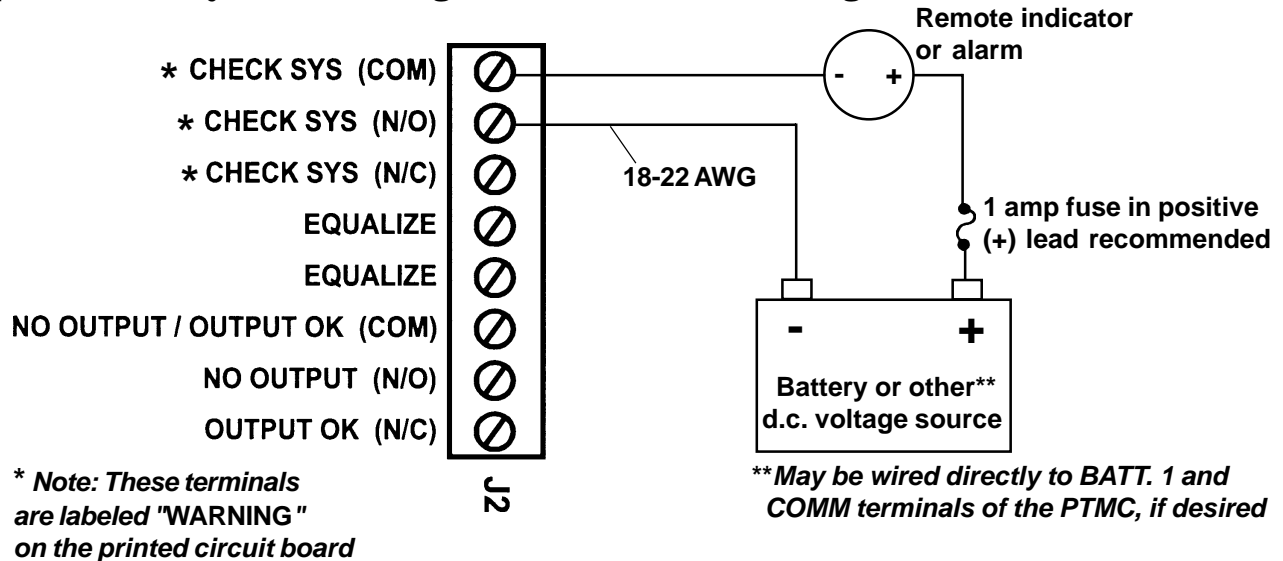 Remote indicator
or alarm
* CHECK SYS (COM)
* CHECK SYS (N/O)
* CHECK SYS (N/C)
EQUALIZE
EQUALIZE
NO OUTPUT / OUTPUT OK (COM)
NO OUTPUT (N/O)
OUTPUT OK (N/C)
J2
- +
18-22 AWG
1 amp fuse in positive
(+) lead recommended
- +
Battery or other**
d.c. voltage source
* Note: These terminals
are labeled "WARNING"
on the printed circuit board
**May be wired directly to BATT. 1 and
COMM terminals of the PTMC, if desired